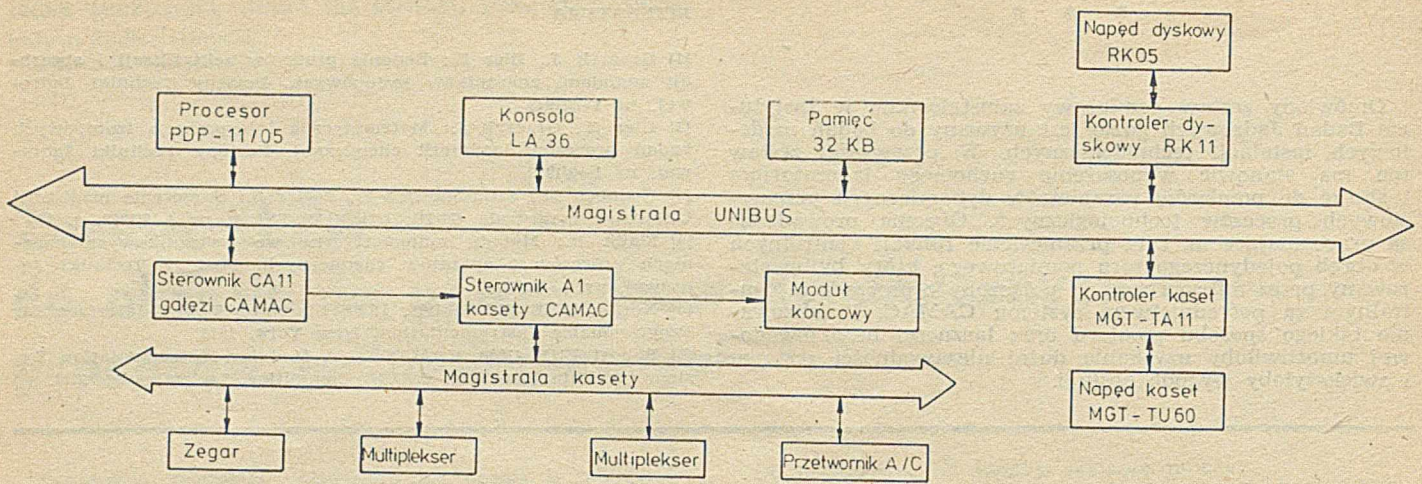 Napęd dyskowy
RK05
Procesor
PDP-11/05
Konsola
LA 36
Pamięć
32 KB
Kontroler dy-
skowy RK11
Magistrala UNIBUS
Sterownik CA11
gałęzi CAMAC
Sterownik A1
kasety CAMAC
Moduł
końcowy
Kontroler kaset
MGT-TA11
Magistrala kasety
Napęd kaset
MGT-TU60
Zegar
Multiplekser
Multiplekser
Przetwornik A/C